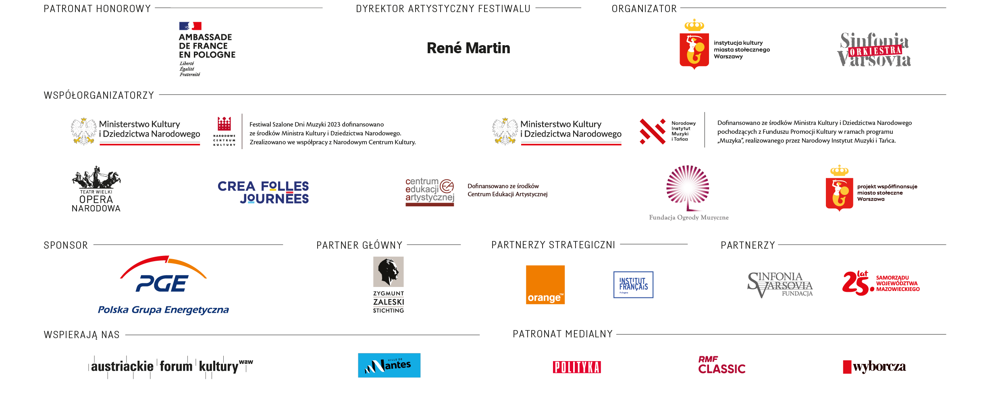 PATRONAT HONOROWY
AMBASSADE
DE FRANCE
EN POLOGNE
Liberté
Égalité
Fraternité
DYREKTOR ARTYSTYCZNY FESTIWALU
René Martin
ORGANIZATOR
instytucja kultury
miasta stołecznego
Warszawy
Sinfonia
ORKIESTRA
Varsovia
WSPÓŁORGANIZATORZY
Ministerstwo Kultury
i Dziedzictwa Narodowego
NARODOWE
CENTRUM
KULTURY
Festiwal Szalone Dni Muzyki 2023 dofinansowano
ze środków Ministra Kultury i Dziedzictwa Narodowego.
Zrealizowano we współpracy z Narodowym Centrum Kultury.
Ministerstwo Kultury
i Dziedzictwa Narodowego
Narodowy
Instytut
Muzyki
i Tańca
Dofinansowano ze środków Ministra Kultury i Dziedzictwa Narodowego
pochodzących z Funduszu Promocji Kultury w ramach programu
„Muzyka”, realizowanego przez Narodowy Instytut Muzyki i Tańca.
TEATR WIELKI
OPERA
NARODOWA
CREA FOLLES
JOURNÉES
centrum
edukacji
artystycznej
CEA
Dofinansowano ze środków
Centrum Edukacji Artystycznej
Fundacja Ogrody Muzyczne
projekt współfinansuje
miasto stołeczne
Warszawa
SPONSOR
PGE
Polska Grupa Energetyczna
PARTNER GŁÓWNY
ZYGMUNT
ZALESKI
STICHTING
PARTNERZY STRATEGICZNI
orange™
INSTITUT
FRANÇAIS
Pologne
PARTNERZY
SINFONIA
VARSOVIA
FUNDACJA
25 lat
SAMORZĄDU
WOJEWÓDZTWA
MAZOWIECKIEGO
WSPIERAJĄ NAS
austriackie forum kultury waw
VILLE DE
Nantes
PATRONAT MEDIALNY
POLITYKA
RMF
CLASSIC
wyborcza